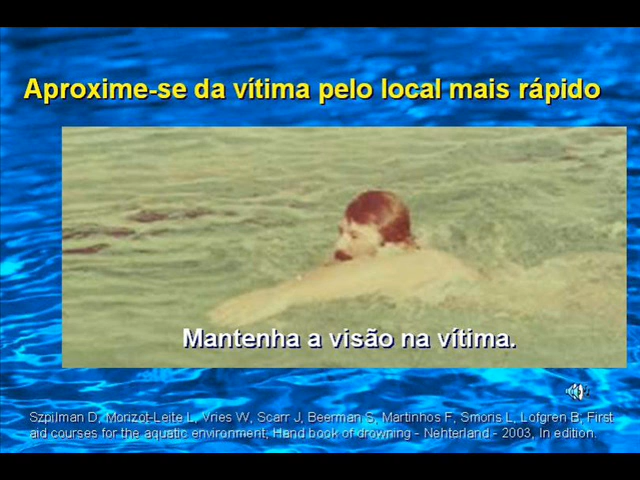 Aproxime-se da vítima pelo local mais rápido
Mantenha a visão na vítima.
Szpilman D, Morizot-Leite L, Vries W, Scarr J, Beerman S, Martinhos F, Smoris L, Lofgren B, First
aid courses for the aquatic environment; Hand book of drowning - Nehterland - 2003, In edition.